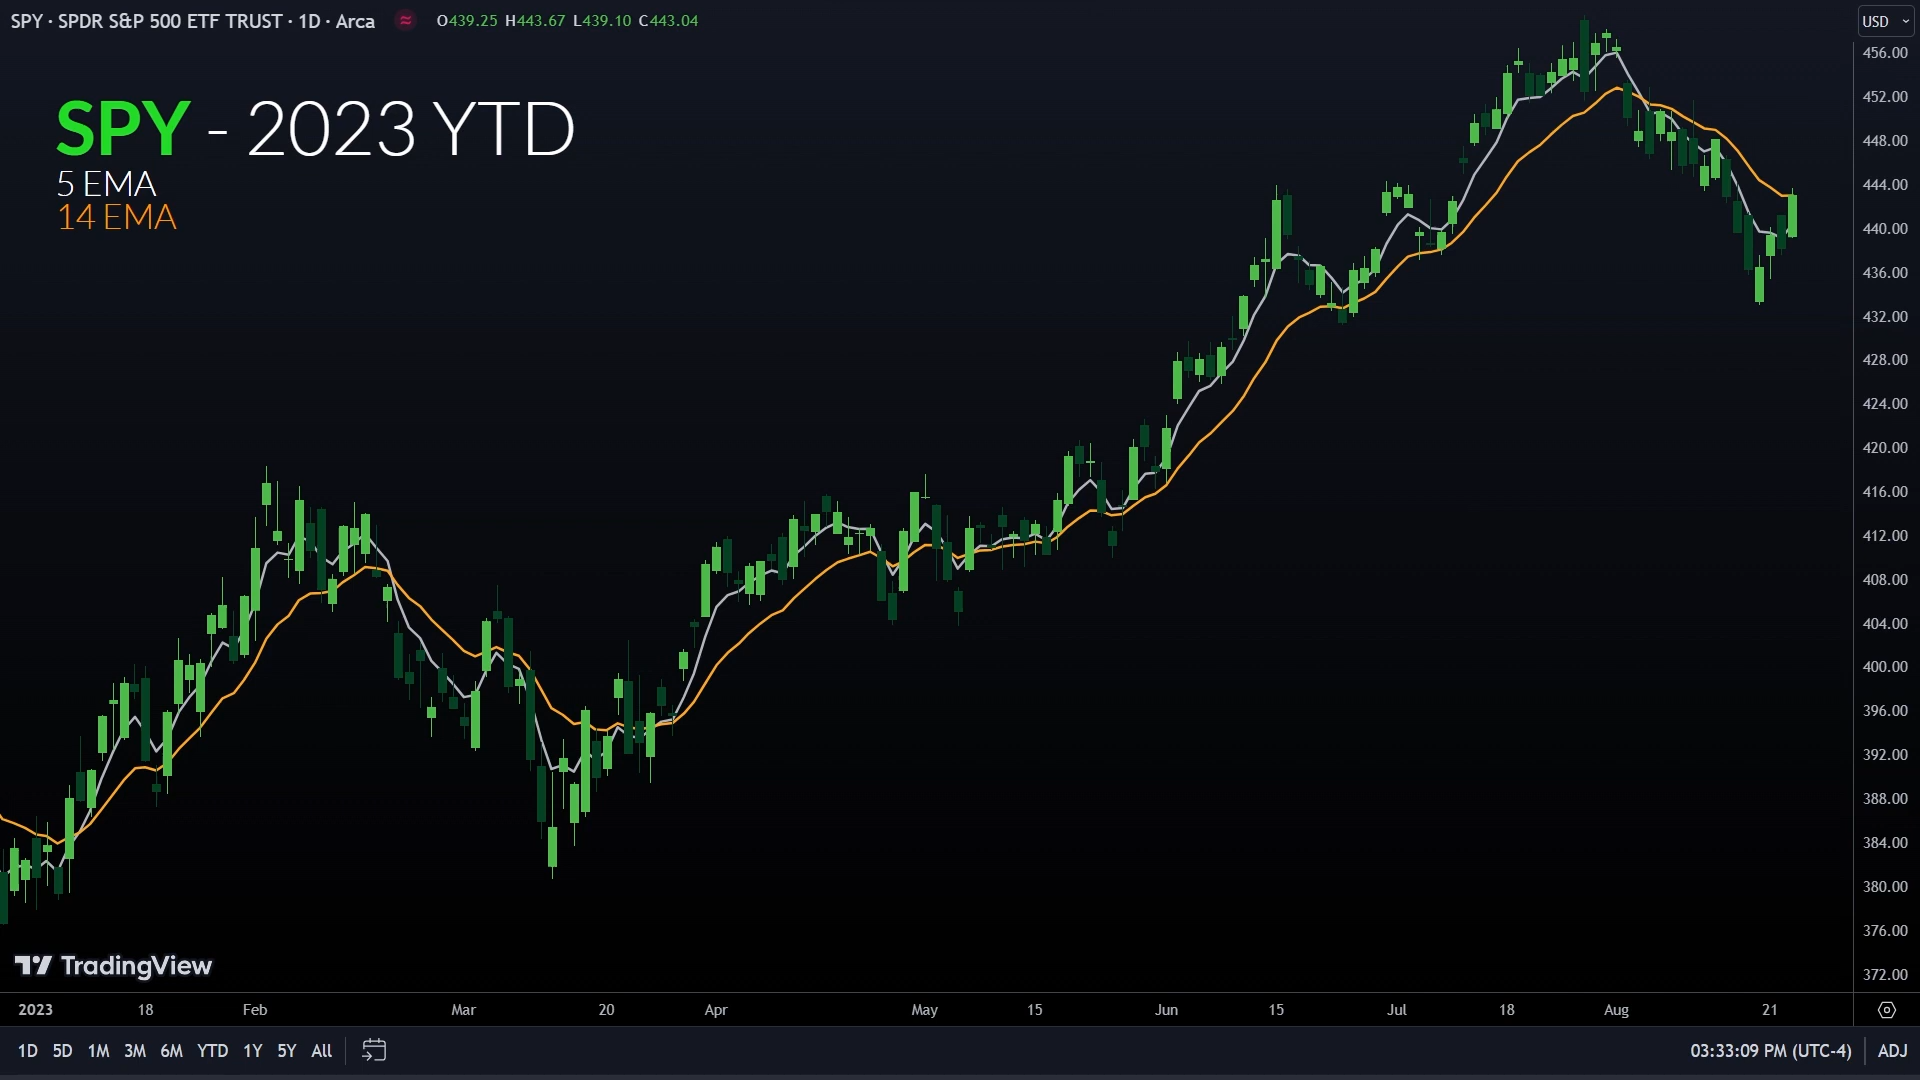 SPY · SPDR S&P 500 ETF TRUST · 1D · Arca ≈ O439.25 H443.67 L439.10 C443.04
USD
SPY - 2023 YTD
5 EMA
14 EMA
456.00
452.00
448.00
444.00
440.00
436.00
432.00
428.00
424.00
420.00
416.00
412.00
408.00
404.00
400.00
396.00
392.00
388.00
384.00
380.00
376.00
372.00
TradingView
2023 18 Feb Mar 20 Apr May 15 Jun 15 Jul 18 Aug 21
1D 5D 1M 3M 6M YTD 1Y 5Y All 03:33:09 PM (UTC-4) ADJ